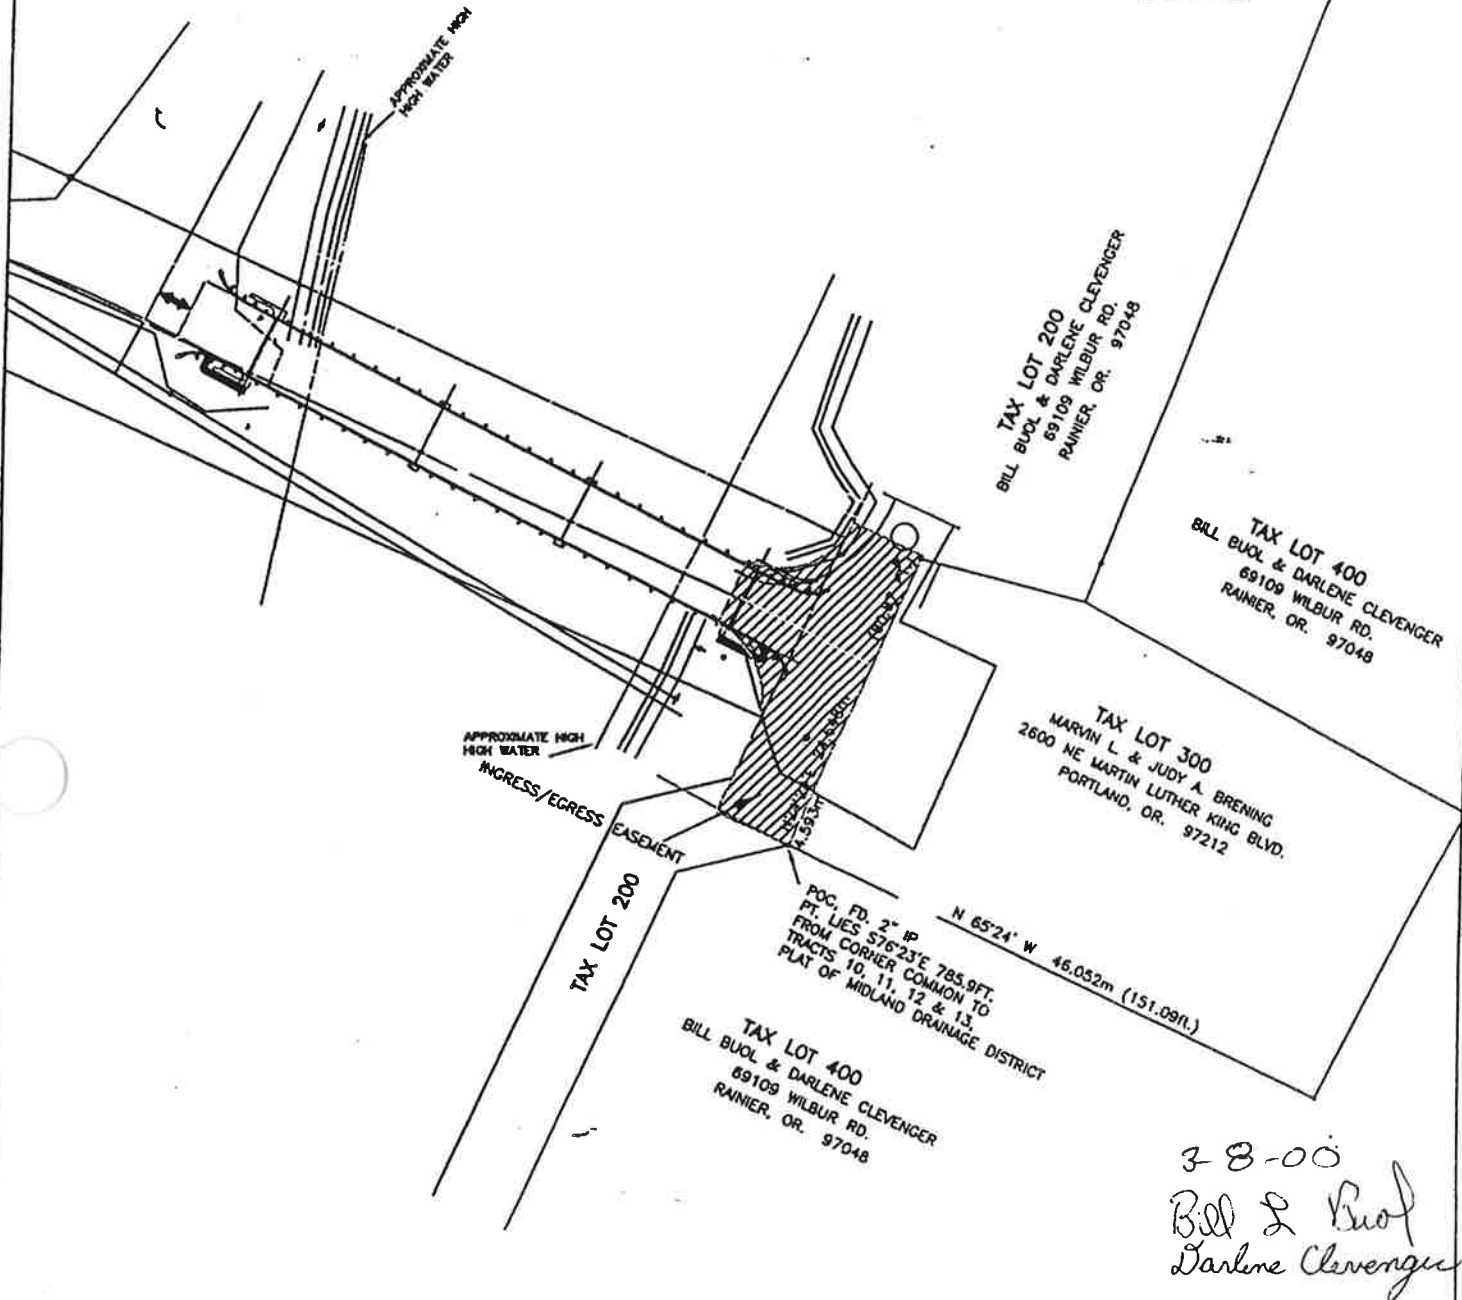 APPROXIMATE HIGH
HIGH WATER
TAX LOT 200
BILL BUOL & DARLENE CLEVENGER
69109 WILBUR RD.
RAINIER, OR. 97048
TAX LOT 400
BILL BUOL & DARLENE CLEVENGER
69109 WILBUR RD.
RAINIER, OR. 97048
TAX LOT 300
MARVIN L. & JUDY A. BRENING
2600 NE MARTIN LUTHER KING BLVD.
PORTLAND, OR. 97212
APPROXIMATE HIGH
HIGH WATER
INGRESS/EGRESS EASEMENT
4.593m
TAX LOT 200
POC, FD. 2" IP
PT. LIES S76°23'E 785.9FT.
FROM CORNER COMMON TO
TRACTS 10, 11, 12 & 13,
PLAT OF MIDLAND DRAINAGE DISTRICT
N 65°24' W 46.052m (151.09ft.)
TAX LOT 400
BILL BUOL & DARLENE CLEVENGER
69109 WILBUR RD.
RAINIER, OR. 97048
3-8-00
Bill L Buol
Darlene Clevenger